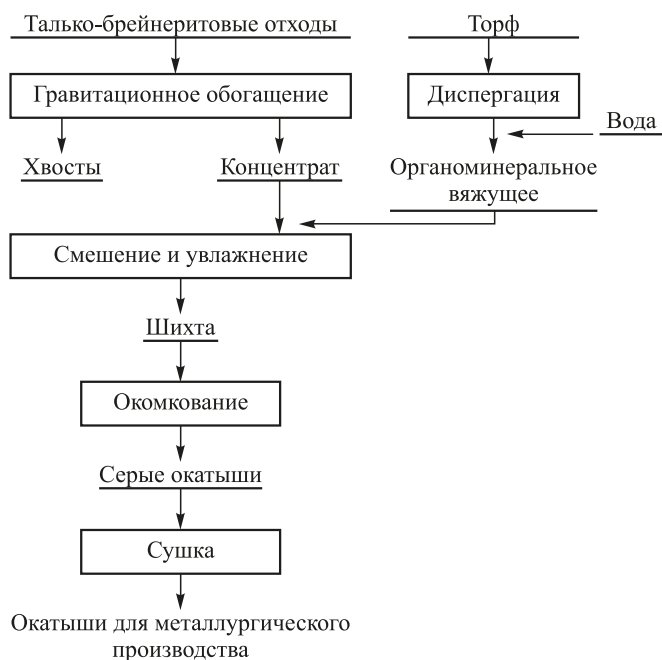 Талько-брейнеритовые отходы
Торф
Гравитационное обогащение
Диспергация
Вода
Хвосты
Концентрат
Органоминеральное
вяжущее
Смешение и увлажнение
Шихта
Окомкование
Серые окатыши
Сушка
Окатыши для металлургического
производства